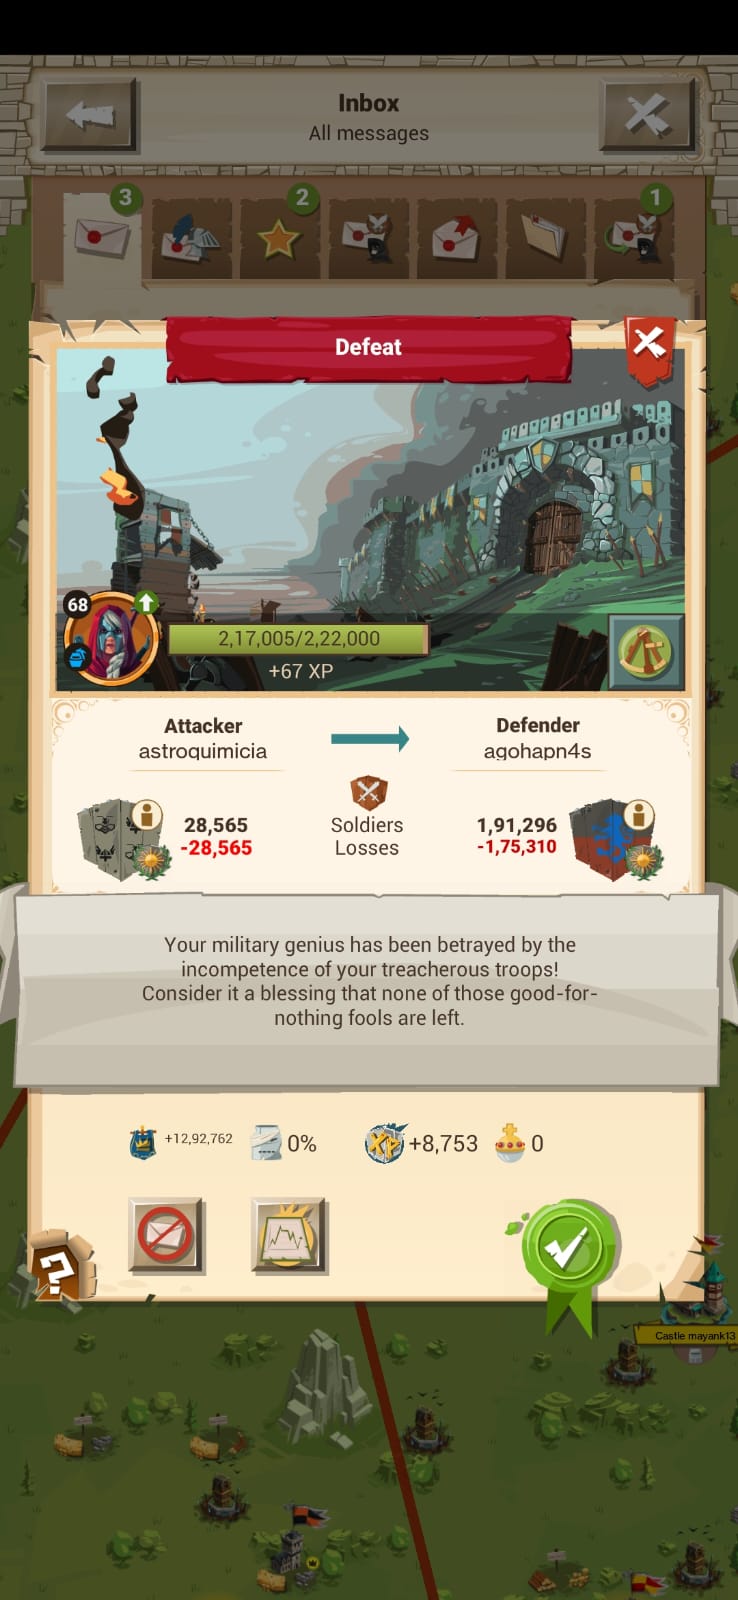 Inbox
All messages
3
2
1
Defeat
68
2,17,005/2,22,000
+67 XP
Attacker
astroquimicia
Defender
agohapn4s
28,565
-28,565
Soldiers
Losses
1,91,296
-1,75,310
Your military genius has been betrayed by the
incompetence of your treacherous troops!
Consider it a blessing that none of those good-for-
nothing fools are left.
+12,92,762
0%
XP
+8,753
0
?
Castle mayank13